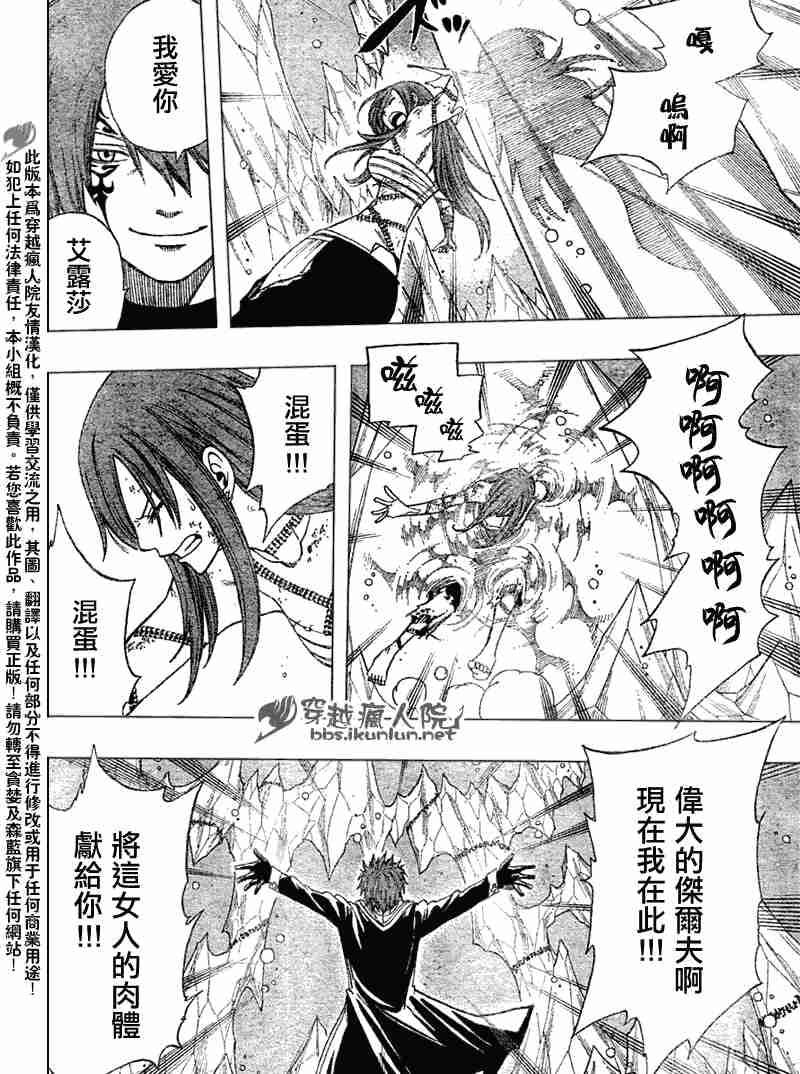 嘎
嗚啊
我愛你
艾露莎
啊啊啊啊啊啊
嗞嗞嗞嗞
混蛋!!!
混蛋!!!
偉大的傑爾夫啊
現在我在此!!!
將這女人的肉體
獻給你!!!
穿越瘋人院
bbs.ikunlun.net
此版本爲穿越瘋人院友情漢化，僅供學習交流之用，其圖、翻譯以及任何部分不得進行修改或用于任何商業用途！
如犯上任何法律責任，本小組概不負責。若您喜歡此作品，請購買正版！請勿轉至貪婪及森藍旗下任何網站！